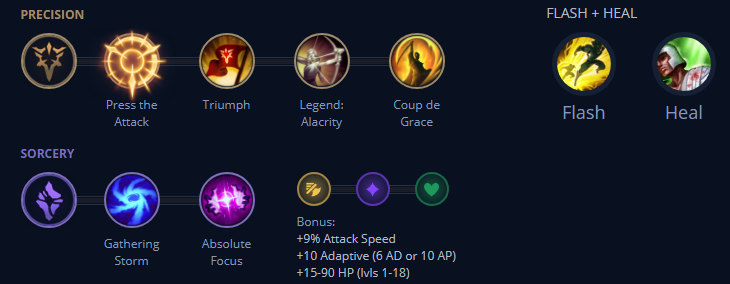 PRECISION
FLASH + HEAL
Press the
Attack
Triumph
Legend:
Alacrity
Coup de
Grace
Flash
Heal
SORCERY
Gathering
Storm
Absolute
Focus
Bonus:
+9% Attack Speed
+10 Adaptive (6 AD or 10 AP)
+15-90 HP (lvls 1-18)